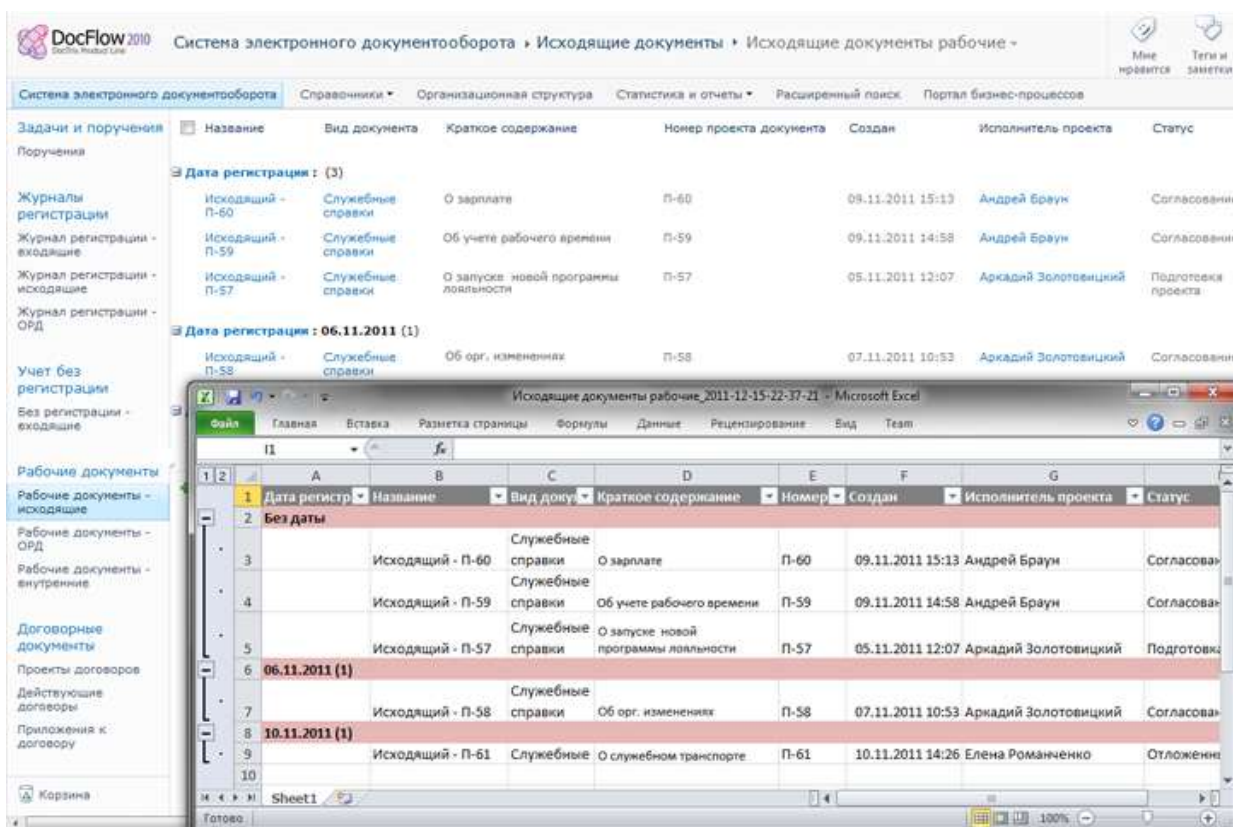 DocFlow 2010
DocTrix Product Line
Система электронного документооборота › Исходящие документы › Исходящие документы рабочие
Мне нравится
Теги и заметки
Система электронного документооборота Справочники Организационная структура Статистика и отчеты Расширенный поиск Портал бизнес-процессов
Задачи и поручения
Поручения
Журналы
регистрации
Журнал регистрации -
входящие
Журнал регистрации -
исходящие
Журнал регистрации -
ОРД
Учет без
регистрации
Без регистрации -
входящие
Рабочие документы
Рабочие документы -
исходящие
Рабочие документы -
ОРД
Рабочие документы -
внутренние
Договорные
документы
Проекты договоров
Действующие
договоры
Приложения к
договору
Корзина
Название Вид документа Краткое содержание Номер проекта документа Создан Исполнитель проекта Статус
Дата регистрации : (3)
Исходящий - П-60 Служебные справки О зарплате П-60 09.11.2011 15:13 Андрей Браун Согласовани
Исходящий - П-59 Служебные справки Об учете рабочего времени П-59 09.11.2011 14:58 Андрей Браун Согласовани
Исходящий - П-57 Служебные справки О запуске новой программы лояльности П-57 05.11.2011 12:07 Аркадий Золотовицкий Подготовка проекта
Дата регистрации : 06.11.2011 (1)
Исходящий - П-58 Служебные справки Об орг. изменениях П-58 07.11.2011 10:53 Аркадий Золотовицкий Согласовани
Исходящие документы рабочие_2011-12-15-22-37-21 - Microsoft Excel
Файл Главная Вставка Разметка страницы Формулы Данные Рецензирование Вид Team
I1 fx
1 2 A B C D E F G
1 Дата регистр Название Вид докум Краткое содержание Номер Создан Исполнитель проекта Статус
2 Без даты
3 Исходящий - П-60 Служебные справки О зарплате П-60 09.11.2011 15:13 Андрей Браун Согласован
4 Исходящий - П-59 Служебные справки Об учете рабочего времени П-59 09.11.2011 14:58 Андрей Браун Согласован
5 Исходящий - П-57 Служебные справки О запуске новой программы лояльности П-57 05.11.2011 12:07 Аркадий Золотовицкий Подготовка
6 06.11.2011 (1)
7 Исходящий - П-58 Служебные справки Об орг. изменениях П-58 07.11.2011 10:53 Аркадий Золотовицкий Согласован
8 10.11.2011 (1)
9 Исходящий - П-61 Служебные О служебном транспорте П-61 10.11.2011 14:26 Елена Романченко Отложенн
10
Sheet1
Готово 100%